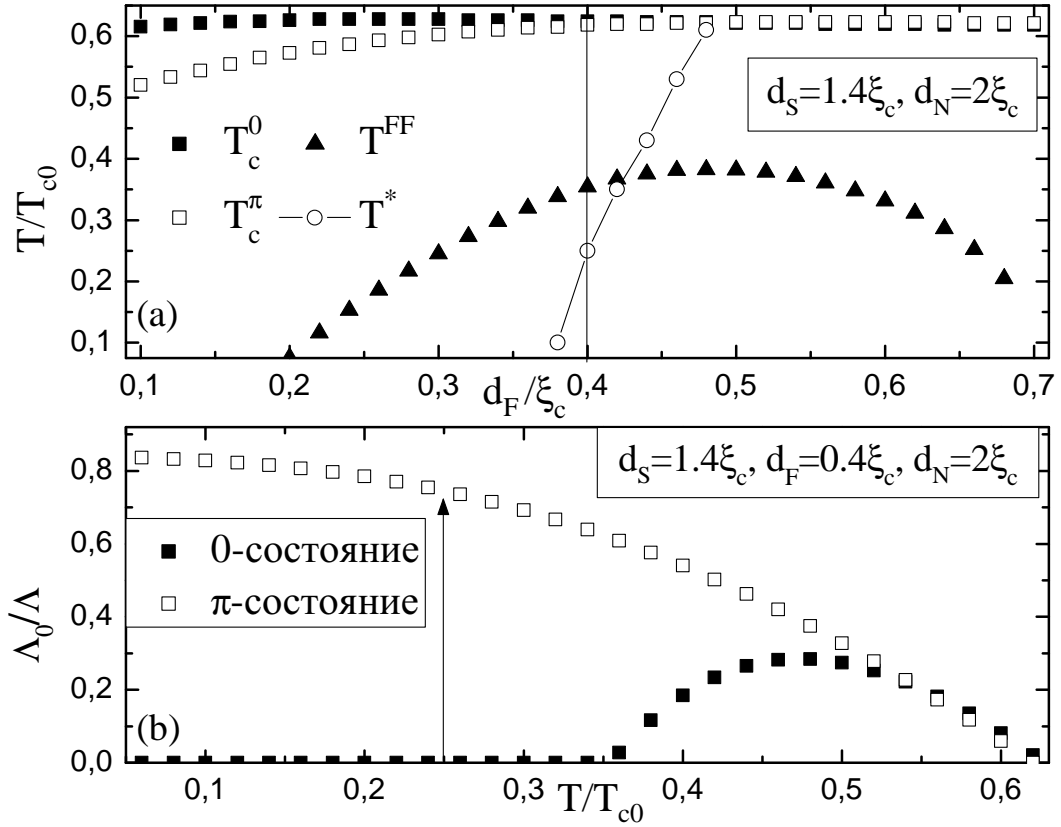 0,6
0,5
0,4
0,3
0,2
0,1
T/T_c0
d_S=1.4ξ_c, d_N=2ξ_c
T_c^0
T^FF
T_c^π
T^*
(a)
0,1 0,2 0,3 0,4 0,5 0,6 0,7
d_F/ξ_c
0,8
0,6
0,4
0,2
0,0
Λ_0/Λ
d_S=1.4ξ_c, d_F=0.4ξ_c, d_N=2ξ_c
0-состояние
π-состояние
(b)
0,1 0,2 0,3 0,4 0,5 0,6
T/T_c0